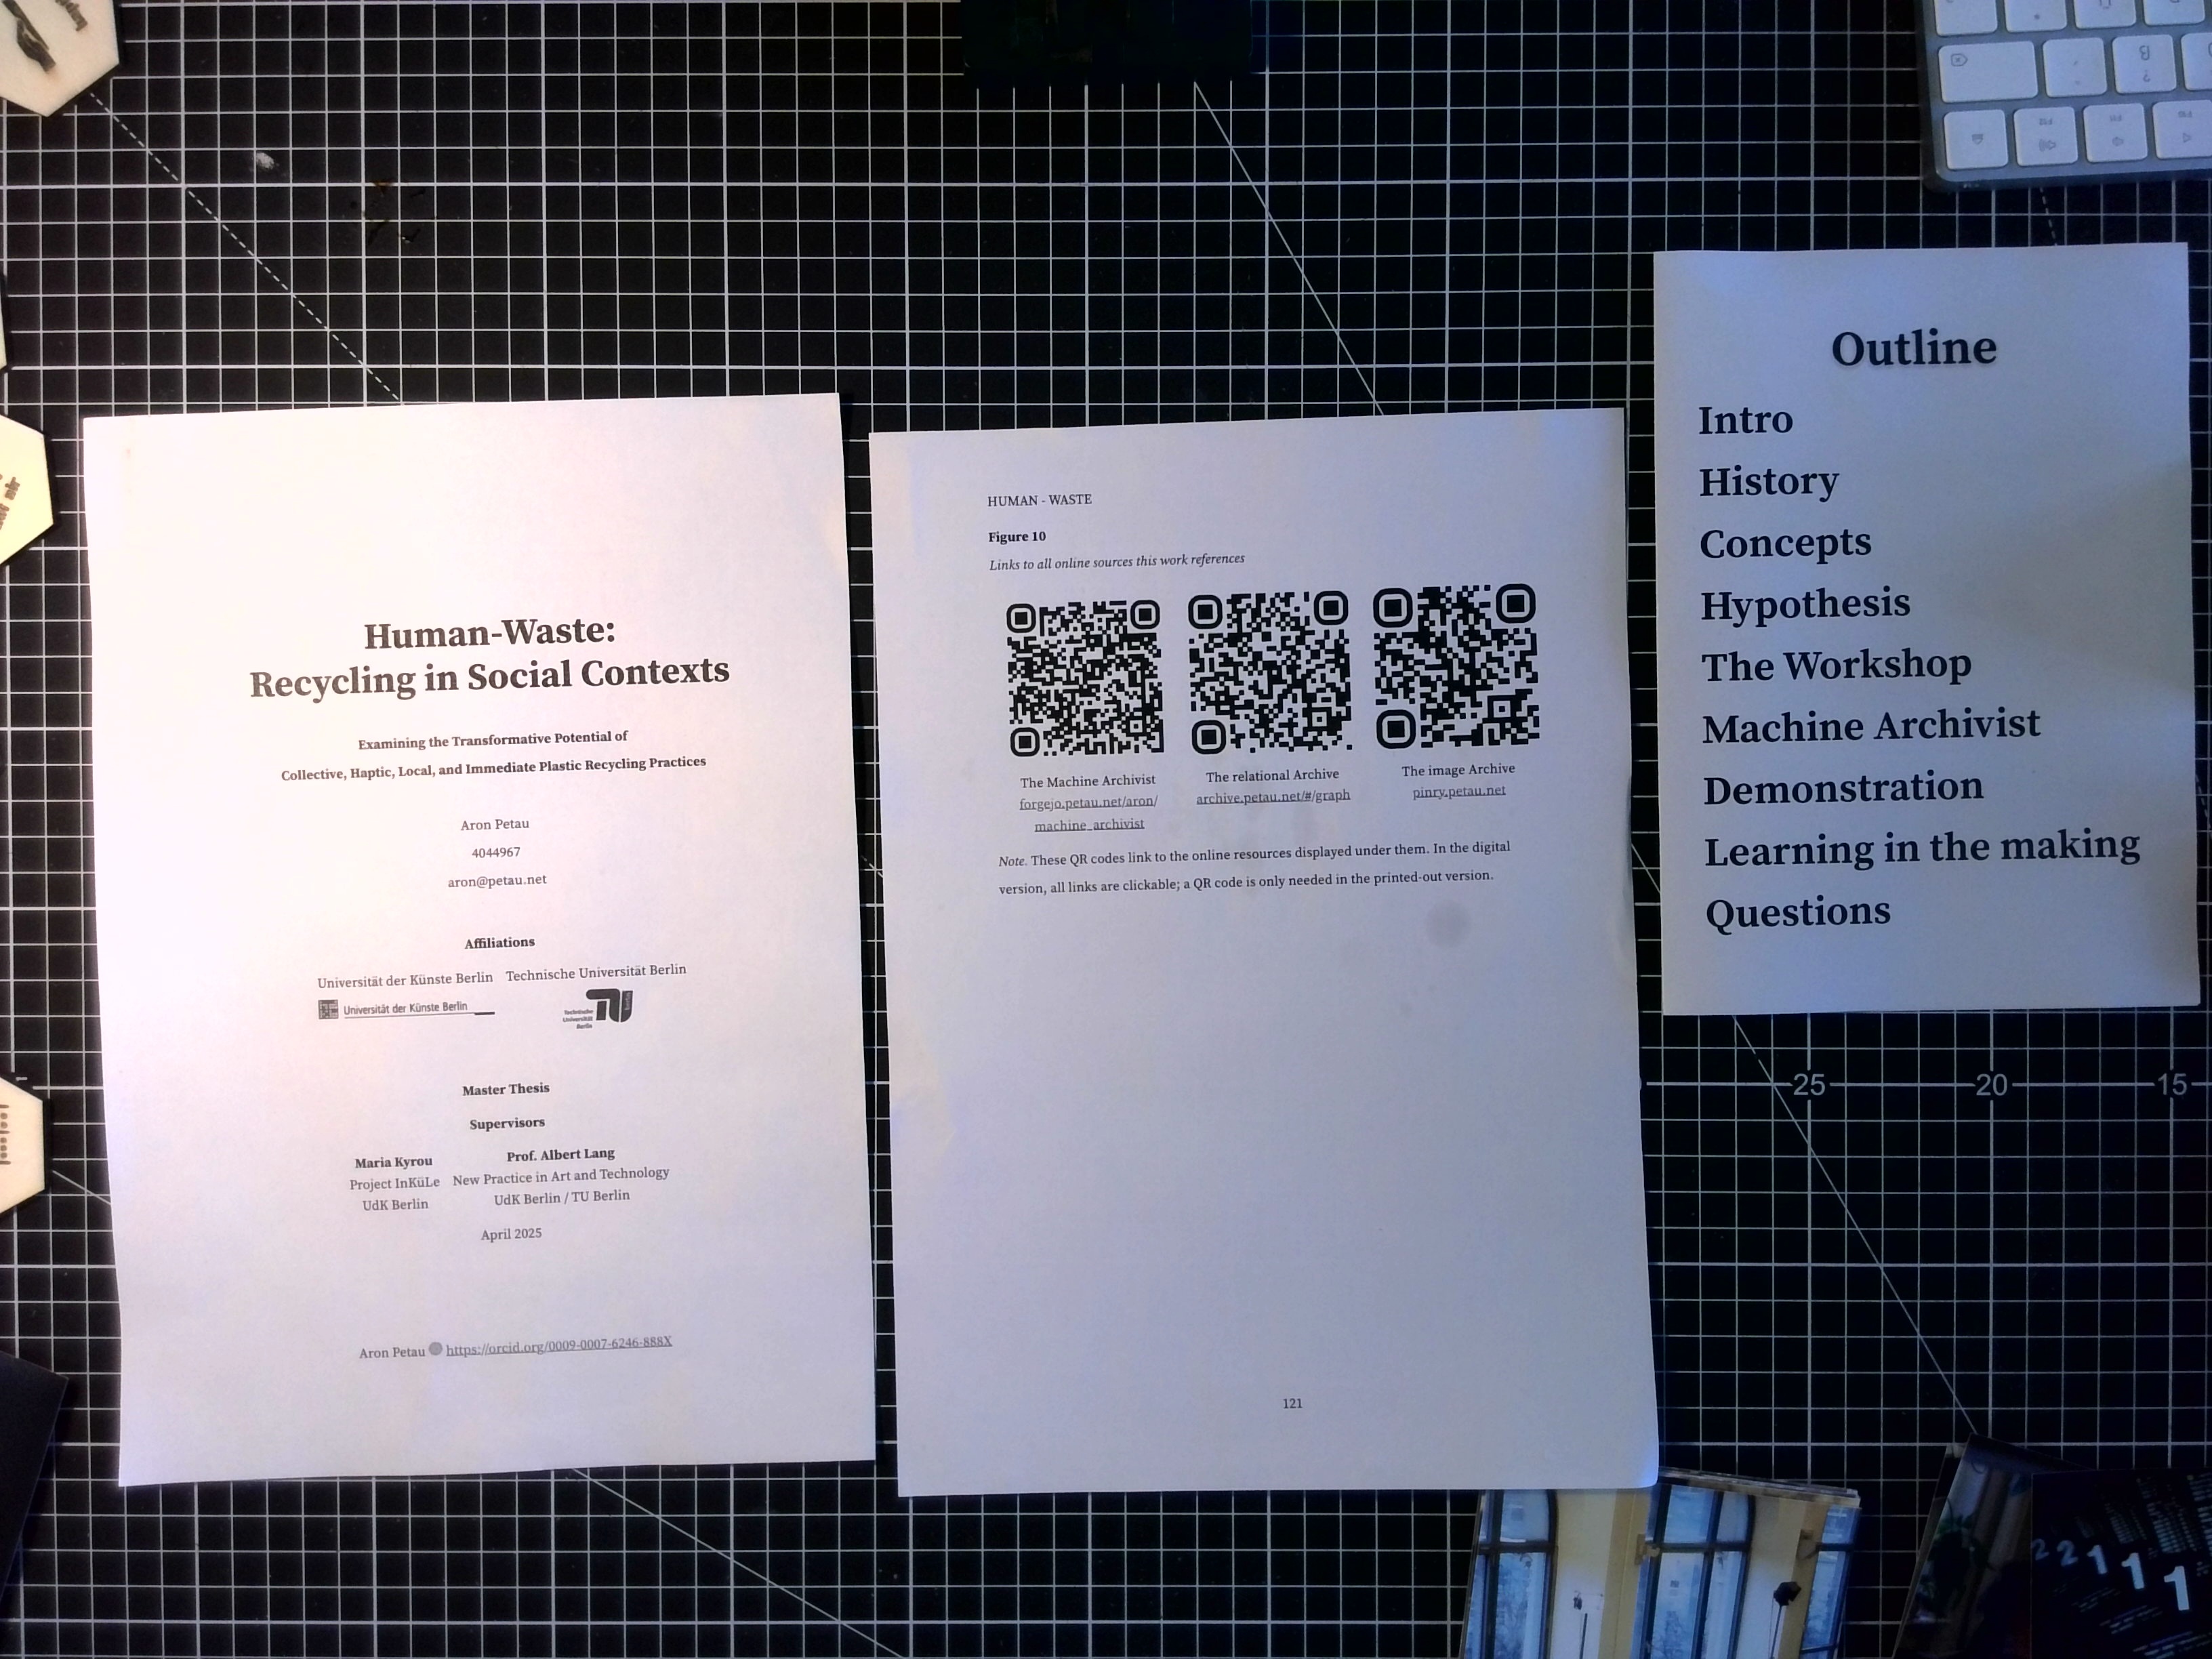 Human-Waste:
Recycling in Social Contexts
Examining the Transformative Potential of
Collective, Haptic, Local, and Immediate Plastic Recycling Practices
Aron Petau
4044967
aron@petau.net
Affiliations
Universität der Künste Berlin Technische Universität Berlin
Universität der Künste Berlin
Technische
Universität
Berlin
Master Thesis
Supervisors
Maria Kyrou
Project InKüLe
UdK Berlin
Prof. Albert Lang
New Practice in Art and Technology
UdK Berlin / TU Berlin
April 2025
Aron Petau https://orcid.org/0009-0007-6246-888X
HUMAN - WASTE
Figure 10
Links to all online sources this work references
The Machine Archivist
forgejo.petau.net/aron/
machine_archivist
The relational Archive
archive.petau.net/#/graph
The image Archive
pinry.petau.net
Note. These QR codes link to the online resources displayed under them. In the digital
version, all links are clickable; a QR code is only needed in the printed-out version.
121
Outline
Intro
History
Concepts
Hypothesis
The Workshop
Machine Archivist
Demonstration
Learning in the making
Questions
25 20 15
2 2 1 1 1